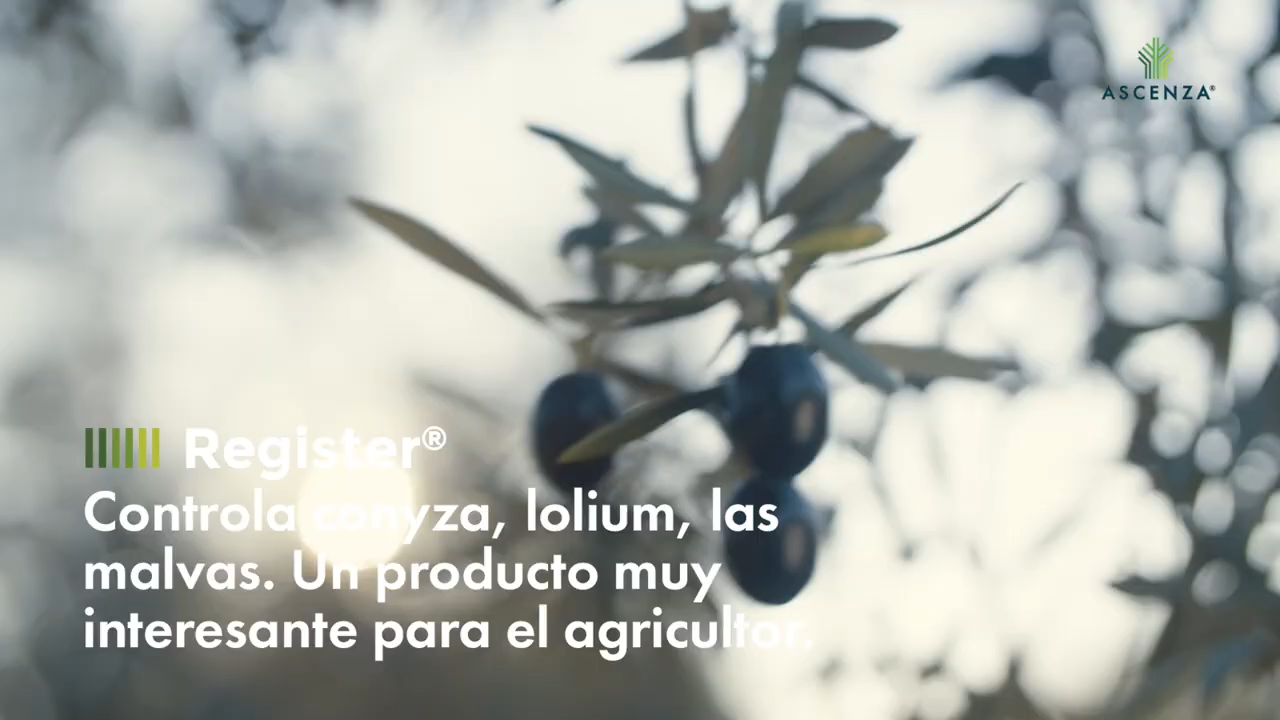 ASCENZA®
Register®
Controla conyza, lolium, las
malvas. Un producto muy
interesante para el agricultor.